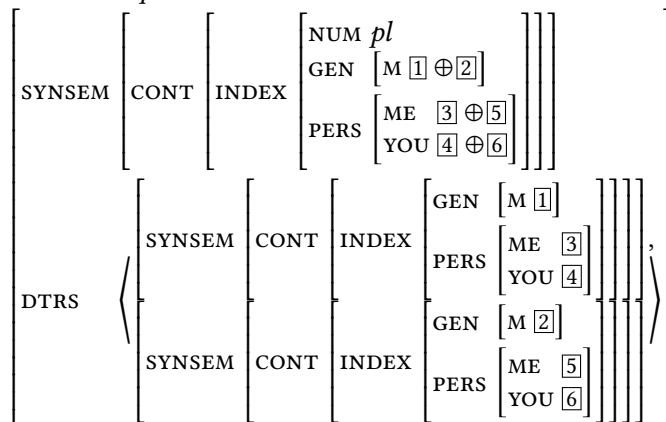 NUM pl
GEN [M 1 ⊕ 2]
SYNSEM [CONT [INDEX
PERS [ME 3 ⊕ 5
YOU 4 ⊕ 6]]]]
GEN [M 1]
SYNSEM [CONT [INDEX
PERS [ME 3
YOU 4]]]] ,
DTRS ⟨ ⟩
GEN [M 2]
SYNSEM [CONT [INDEX
PERS [ME 5
YOU 6]]]]